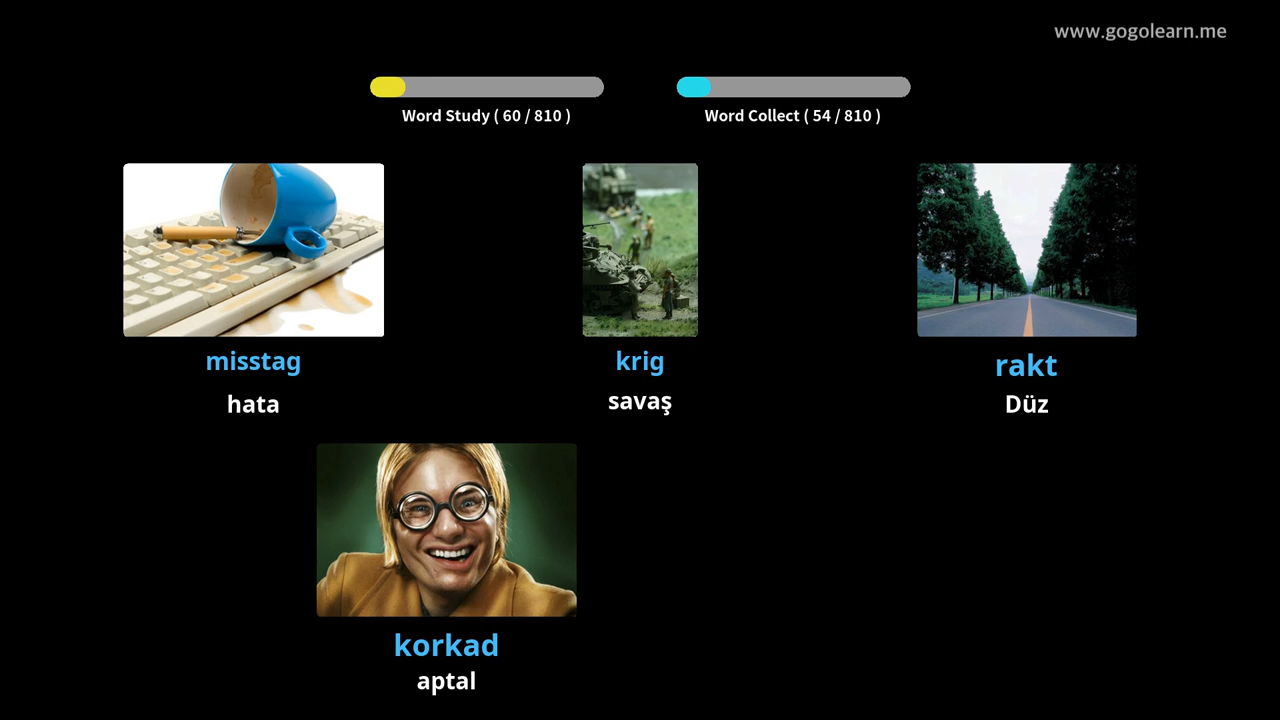 www.gogolearn.me
Word Study ( 60 / 810 )
Word Collect ( 54 / 810 )
misstag
hata
krig
savaş
rakt
Düz
korkad
aptal